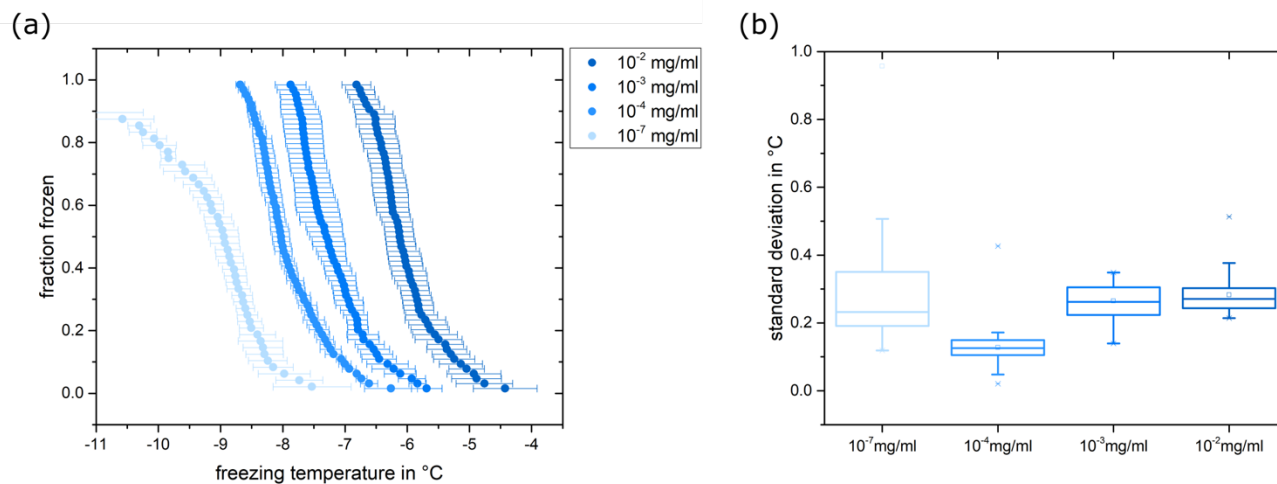 (a)
1.0
0.8
0.6
0.4
0.2
0.0
fraction frozen
-11 -10 -9 -8 -7 -6 -5 -4
freezing temperature in °C
10⁻² mg/ml
10⁻³ mg/ml
10⁻⁴ mg/ml
10⁻⁷ mg/ml
(b)
1.0
0.8
0.6
0.4
0.2
0.0
standard deviation in °C
10⁻⁷mg/ml 10⁻⁴mg/ml 10⁻³mg/ml 10⁻²mg/ml